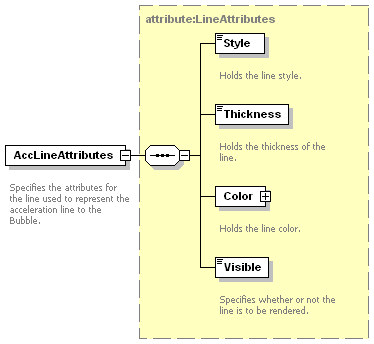 attribute:LineAttributes
Style
Holds the line style.
Thickness
Holds the thickness of the
line.
AccLineAttributes
Specifies the attributes for
the line used to represent the
acceleration line to the
Bubble.
Color
Holds the line color.
Visible
Specifies whether or not the
line is to be rendered.